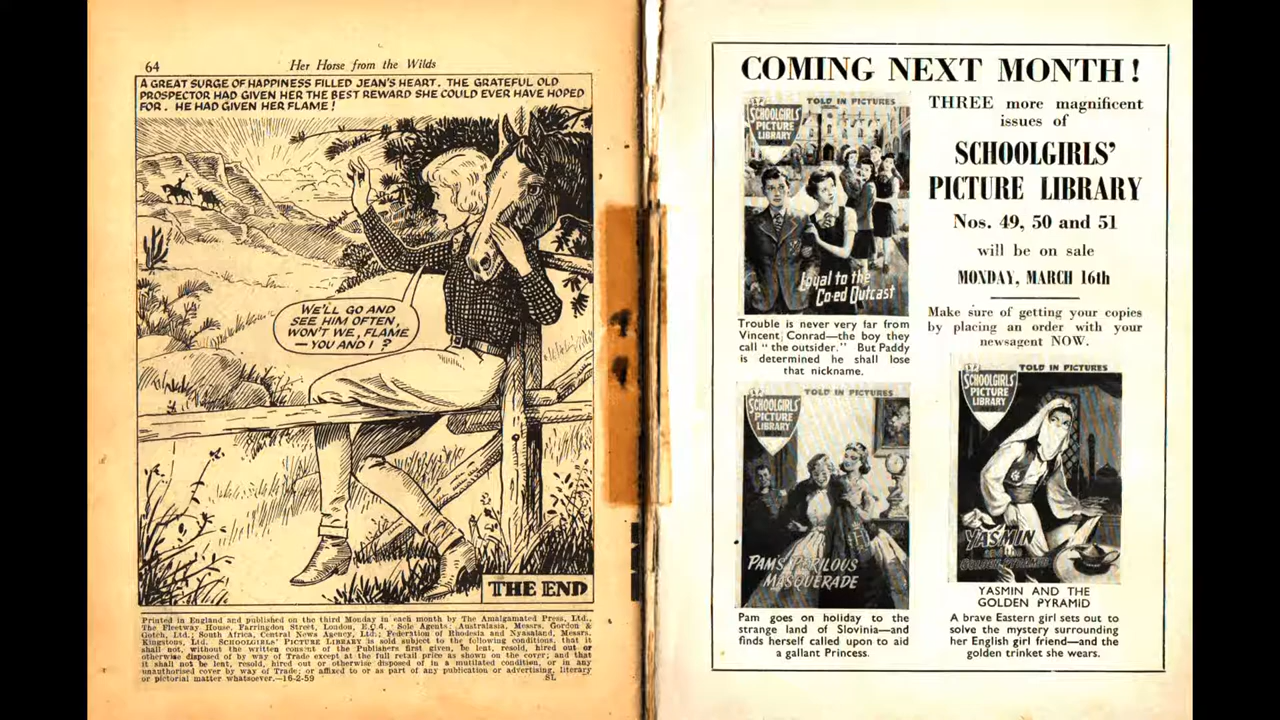 64
Her Horse from the Wilds
A GREAT SURGE OF HAPPINESS FILLED JEAN'S HEART. THE GRATEFUL OLD
PROSPECTOR HAD GIVEN HER THE BEST REWARD SHE COULD EVER HAVE HOPED
FOR. HE HAD GIVEN HER FLAME!
WE'LL GO AND
SEE HIM OFTEN,
WON'T WE, FLAME
—YOU AND I?
THE END
Printed in England and published on the third Monday in each month by The Amalgamated Press, Ltd.,
The Fleetway House, Farringdon Street, London, E.C.4. Sole Agents: Australasia, Messrs. Gordon &
Gotch, Ltd.; South Africa, Central News Agency, Ltd.; Federation of Rhodesia and Nyasaland, Messrs.
Kingstons, Ltd. SCHOOLGIRLS' PICTURE LIBRARY is sold subject to the following conditions, that it
shall not, without the written consent of the Publishers first given, be lent, resold, hired out or
otherwise disposed of by way of Trade except at the full retail price as shown on the cover; and that
it shall not be lent, resold, hired out or otherwise disposed of in a mutilated condition, or in any
unauthorised cover by way of Trade; or affixed to or as part of any publication or advertising, literary
or pictorial matter whatsoever.—16-2-59
SL
COMING NEXT MONTH!
TOLD IN PICTURES
SCHOOLGIRLS'
PICTURE
LIBRARY
Loyal to the
Co-ed Outcast
Trouble is never very far from
Vincent Conrad—the boy they
call "the outsider." But Paddy
is determined he shall lose
that nickname.
TOLD IN PICTURES
SCHOOLGIRLS'
PICTURE
LIBRARY
PAM'S PERILOUS
MASQUERADE
Pam goes on holiday to the
strange land of Slovinia—and
finds herself called upon to aid
a gallant Princess.
THREE more magnificent
issues of
SCHOOLGIRLS'
PICTURE LIBRARY
Nos. 49, 50 and 51
will be on sale
MONDAY, MARCH 16th
Make sure of getting your copies
by placing an order with your
newsagent NOW.
TOLD IN PICTURES
SCHOOLGIRLS'
PICTURE
LIBRARY
YASMIN
AND THE
GOLDEN PYRAMID
YASMIN AND THE
GOLDEN PYRAMID
A brave Eastern girl sets out to
solve the mystery surrounding
her English girl friend—and the
golden trinket she wears.